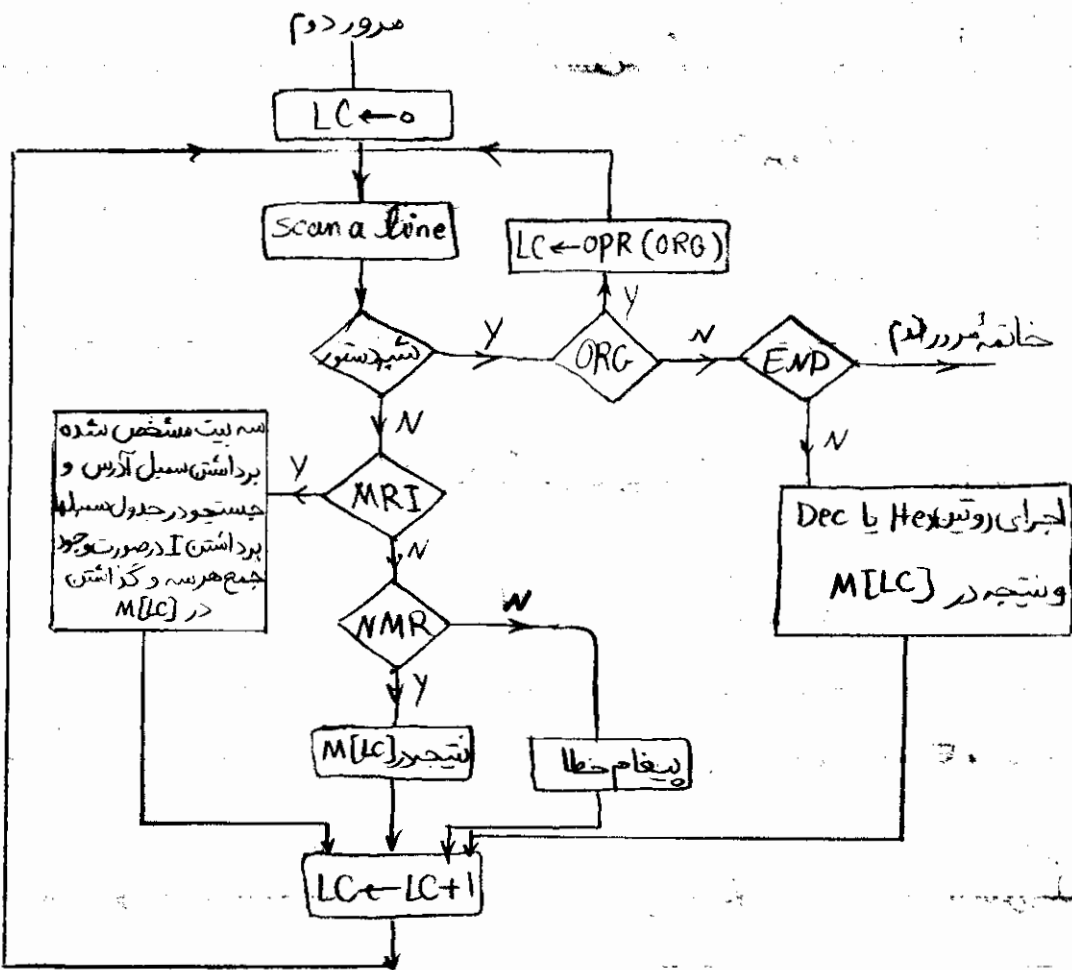 مرور دوم
LC ← 0
Scan a line
LC ← OPR (ORG)
شبه دستور
Y
ORG
Y
N
END
خاتمهٔ مرور دوم
N
N
MRI
Y
سه بیت مشخص شده
برداشتن سمبل آدرس و
جستجو در جدول سمبلها
برداشتن I در صورت وجود
جمع هر سه و گذاشتن
در M[LC]
اجرای روتین Hex یا Dec
و نتیجه در M[LC]
N
NMR
N
Y
نتیجه در M[LC]
پیغام خطا
LC ← LC+1